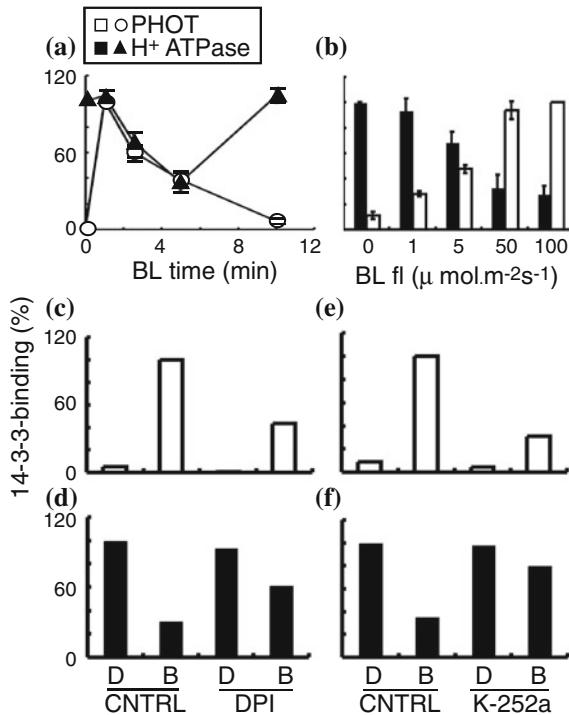 PHOT
H+ ATPase
(a)
(b)
120
60
0
0 4 8 12
BL time (min)
0 1 5 50 100
BL fl (μ mol.m-2s-1)
14-3-3-binding (%)
(c)
(e)
120
60
0
(d)
(f)
120
60
0
D B D B
CNTRL DPI
D B D B
CNTRL K-252a